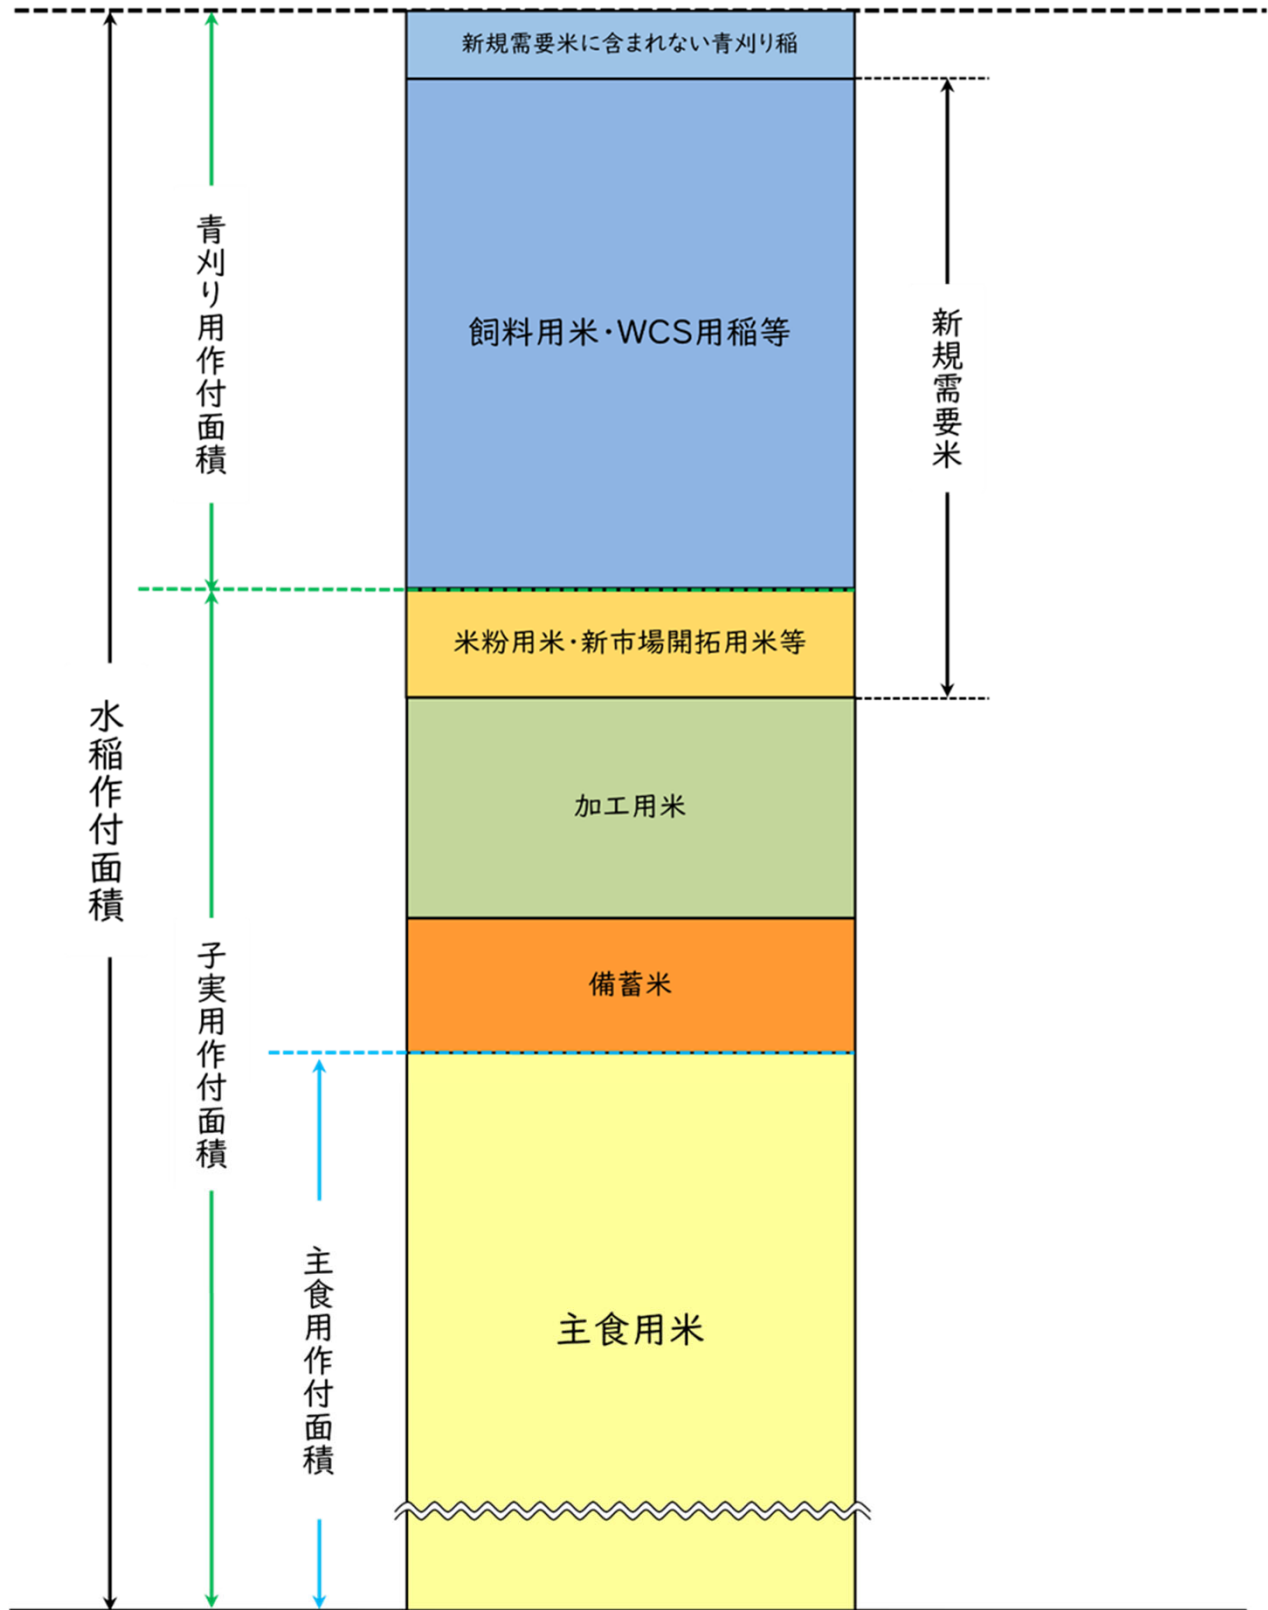 新規需要米に含まれない青刈り稲
青刈り用作付面積
飼料用米・WCS用稲等
新規需要米
米粉用米・新市場開拓用米等
水稲作付面積
加工用米
子実用作付面積
備蓄米
主食用作付面積
主食用米